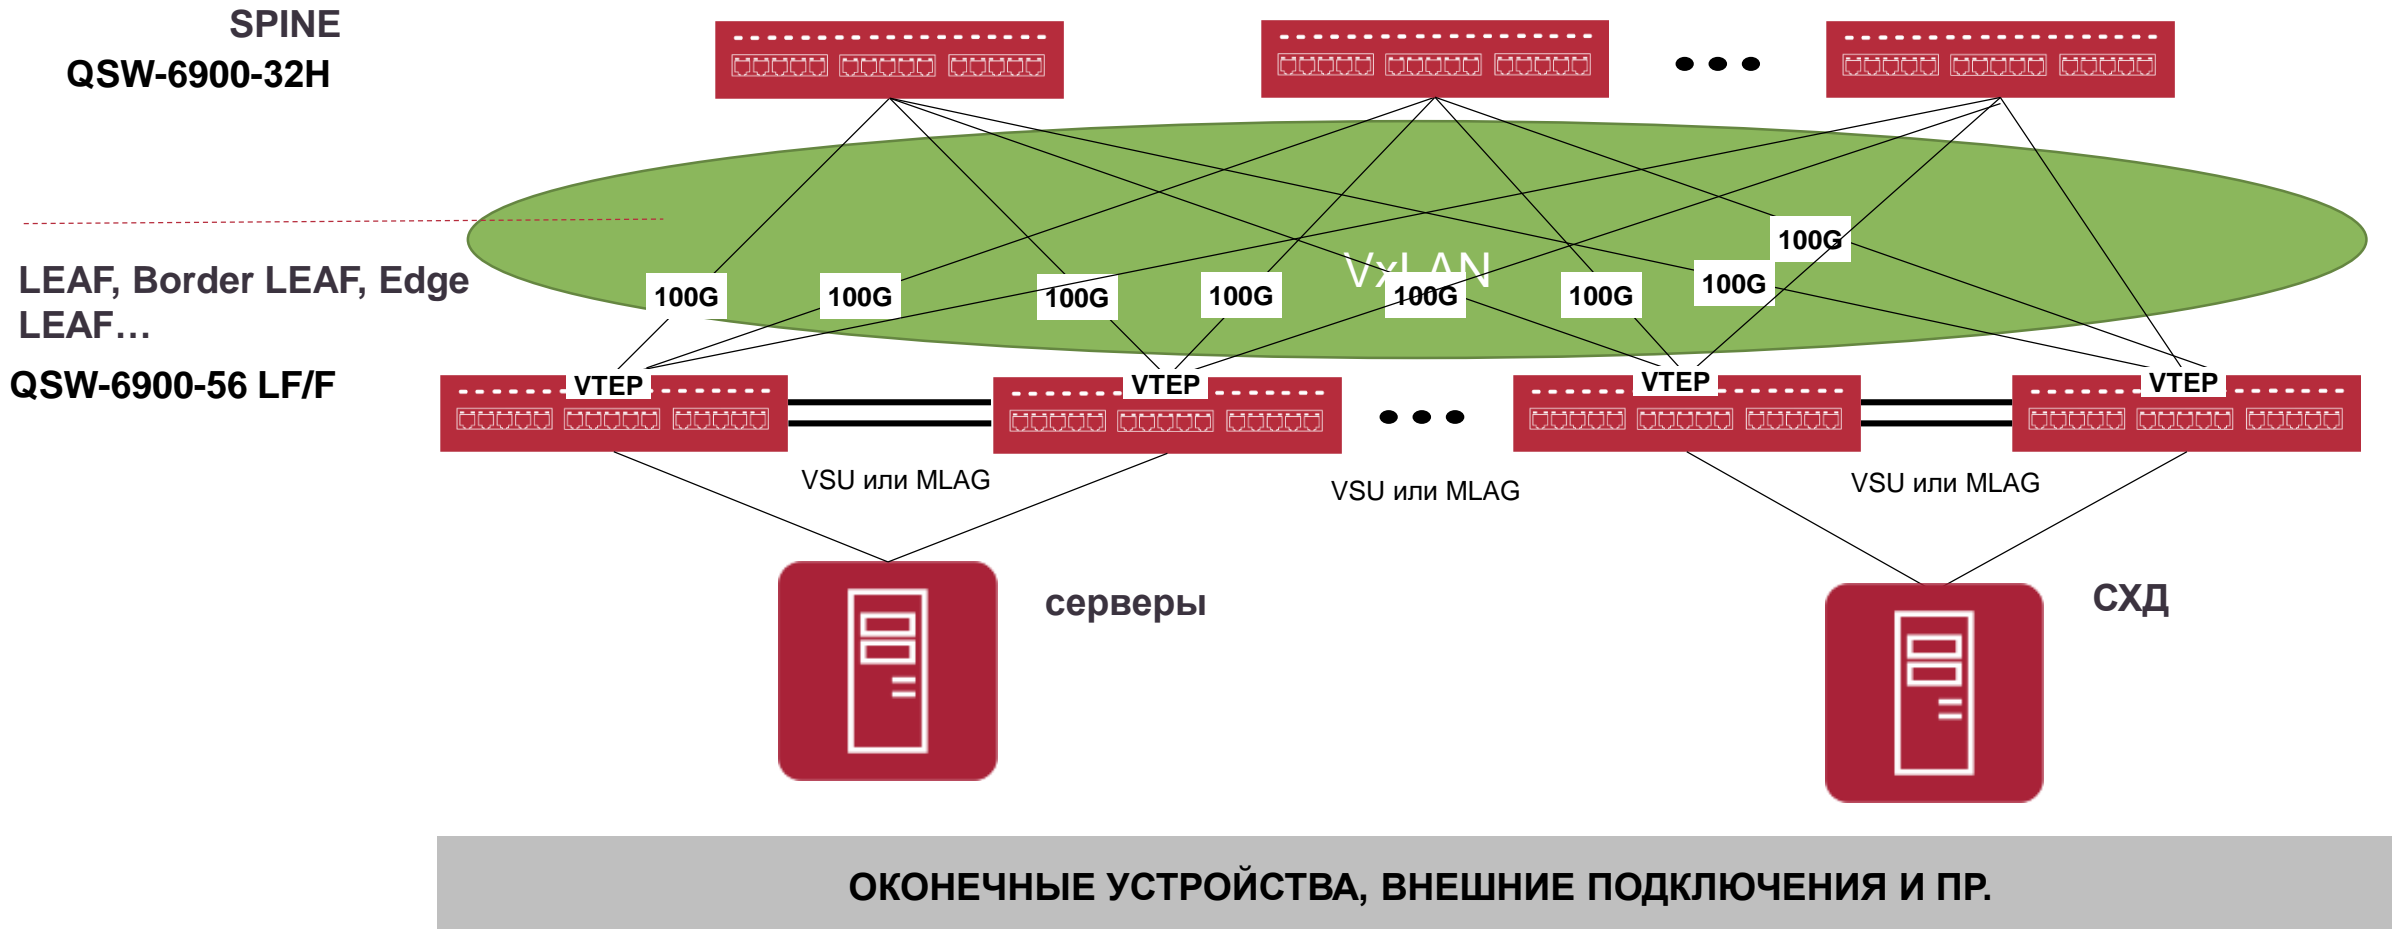 SPINE
QSW-6900-32H
LEAF, Border LEAF, Edge
LEAF...
QSW-6900-56 LF/F
VxLAN
100G
100G
100G
100G
100G
100G
100G
100G
VTEP
VTEP
VTEP
VTEP
VSU или MLAG
VSU или MLAG
VSU или MLAG
серверы
СХД
ОКОНЕЧНЫЕ УСТРОЙСТВА, ВНЕШНИЕ ПОДКЛЮЧЕНИЯ И ПР.